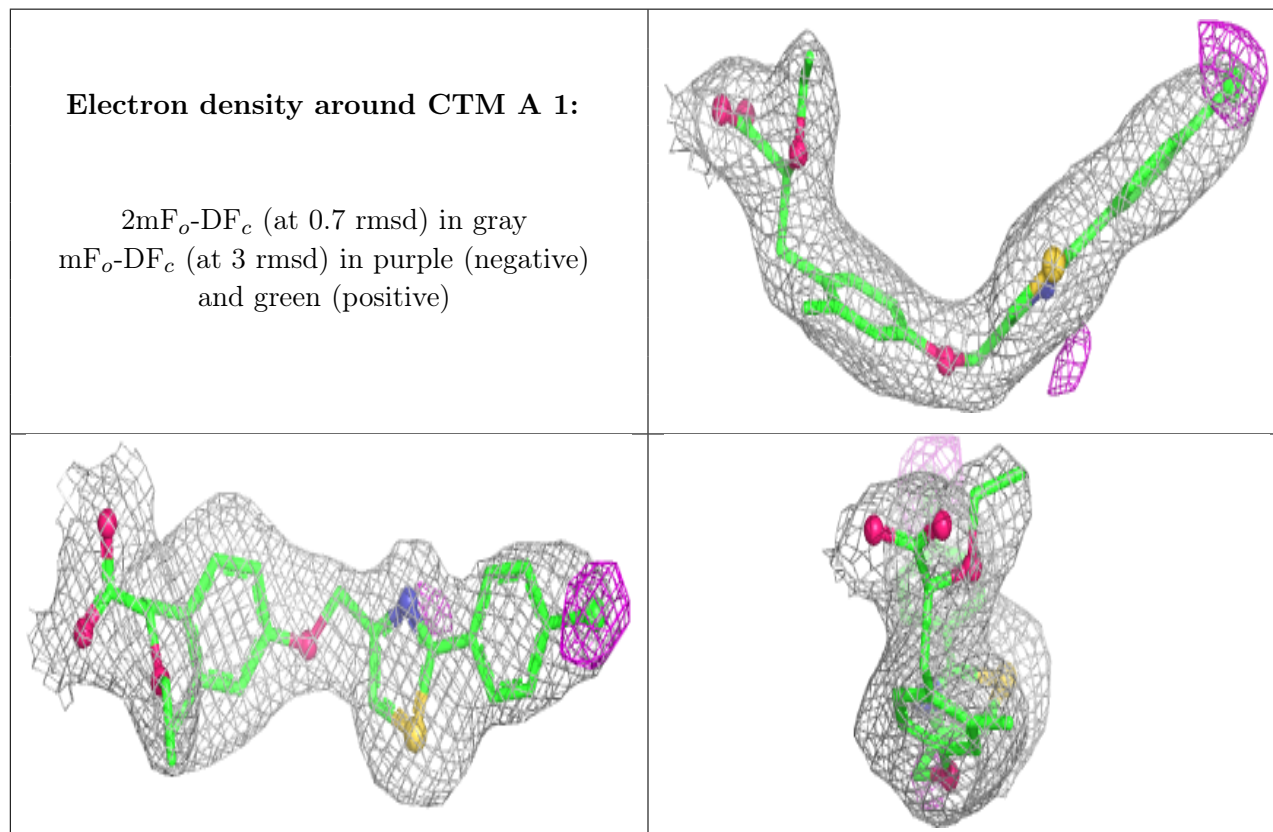 Electron density around CTM A 1:
2mFo-DFc (at 0.7 rmsd) in gray
mFo-DFc (at 3 rmsd) in purple (negative)
and green (positive)